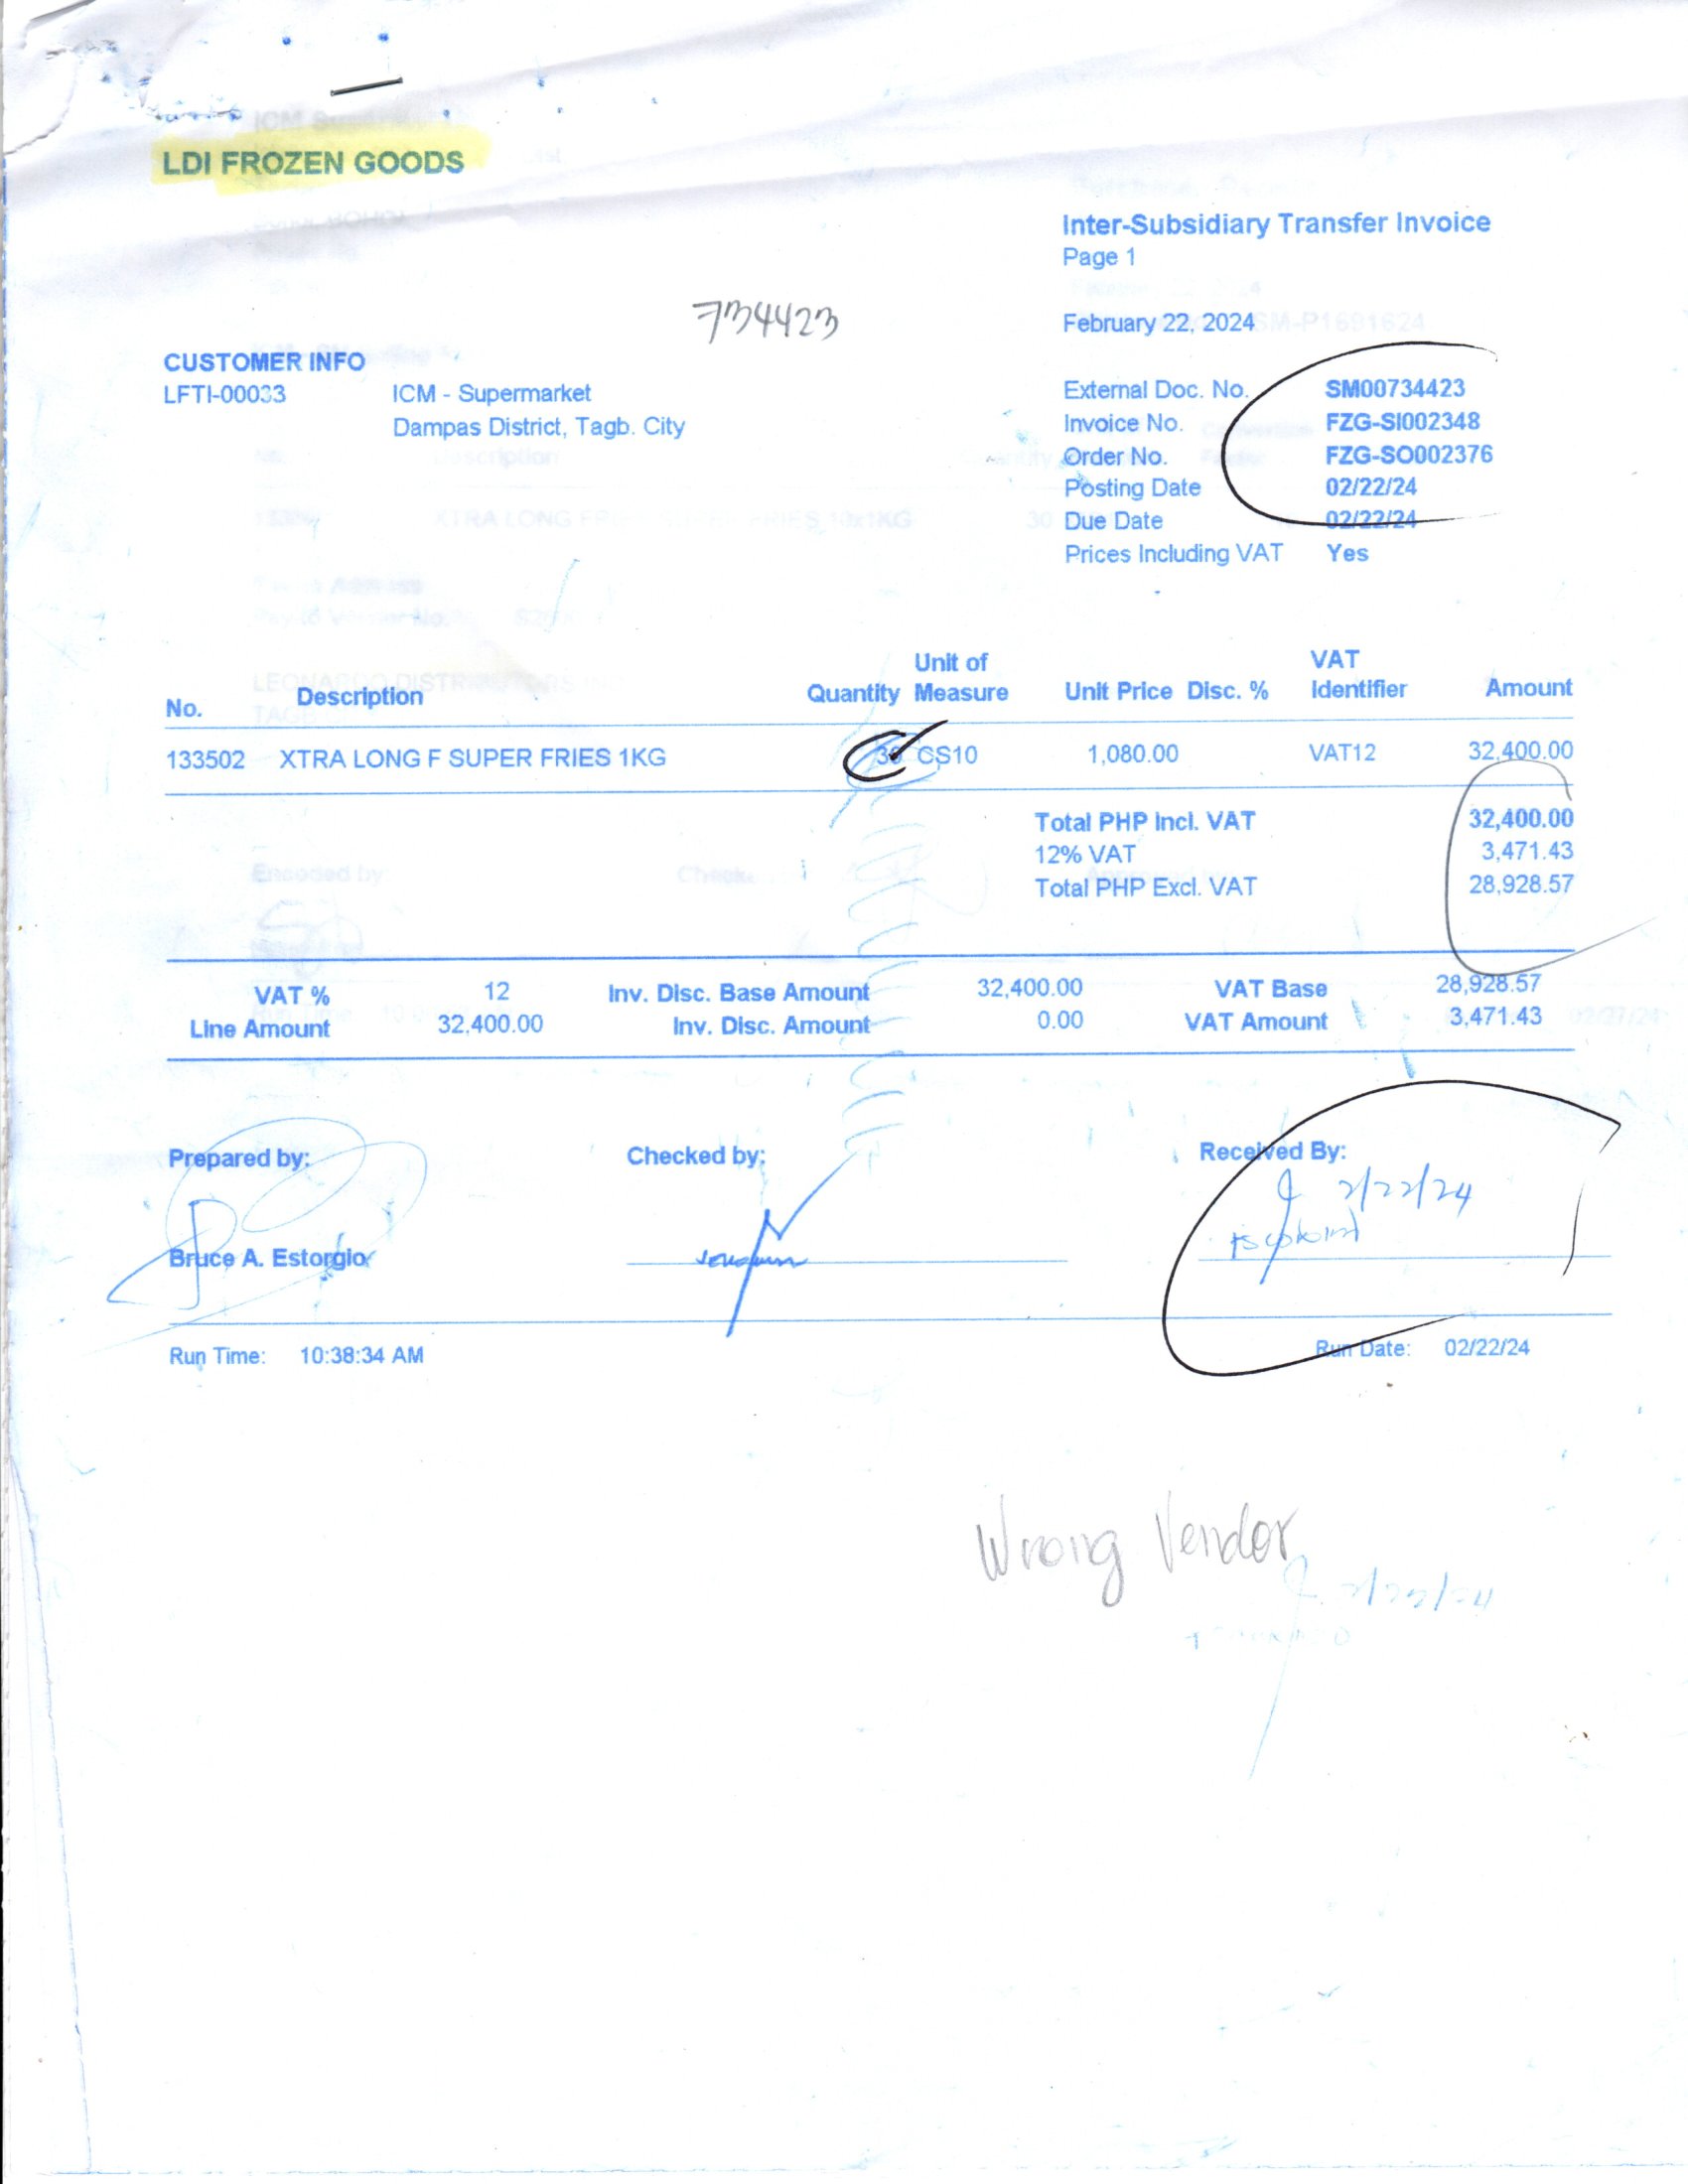 LDI FROZEN GOODS
Inter-Subsidiary Transfer Invoice
Page 1
734423
February 22, 2024
SM-P1691624
CUSTOMER INFO
LFTI-00033 ICM - Supermarket
Dampas District, Tagb. City
External Doc. No. SM00734423
Invoice No. FZG-SI002348
Order No. FZG-SO002376
Posting Date 02/22/24
Due Date 02/22/24
Prices Including VAT Yes
No. Description Quantity Unit of Measure Unit Price Disc. % VAT Identifier Amount
133502 XTRA LONG F SUPER FRIES 1KG 30 CS10 1,080.00 VAT12 32,400.00
Total PHP Incl. VAT 32,400.00
12% VAT 3,471.43
Total PHP Excl. VAT 28,928.57
VAT % 12 Inv. Disc. Base Amount 32,400.00 VAT Base 28,928.57
Line Amount 32,400.00 Inv. Disc. Amount 0.00 VAT Amount 3,471.43
Prepared by: Checked by: Received By:
2/22/24
Bruce A. Estorgio
Run Time: 10:38:34 AM Run Date: 02/22/24
Wrong Vendor
2/22/24